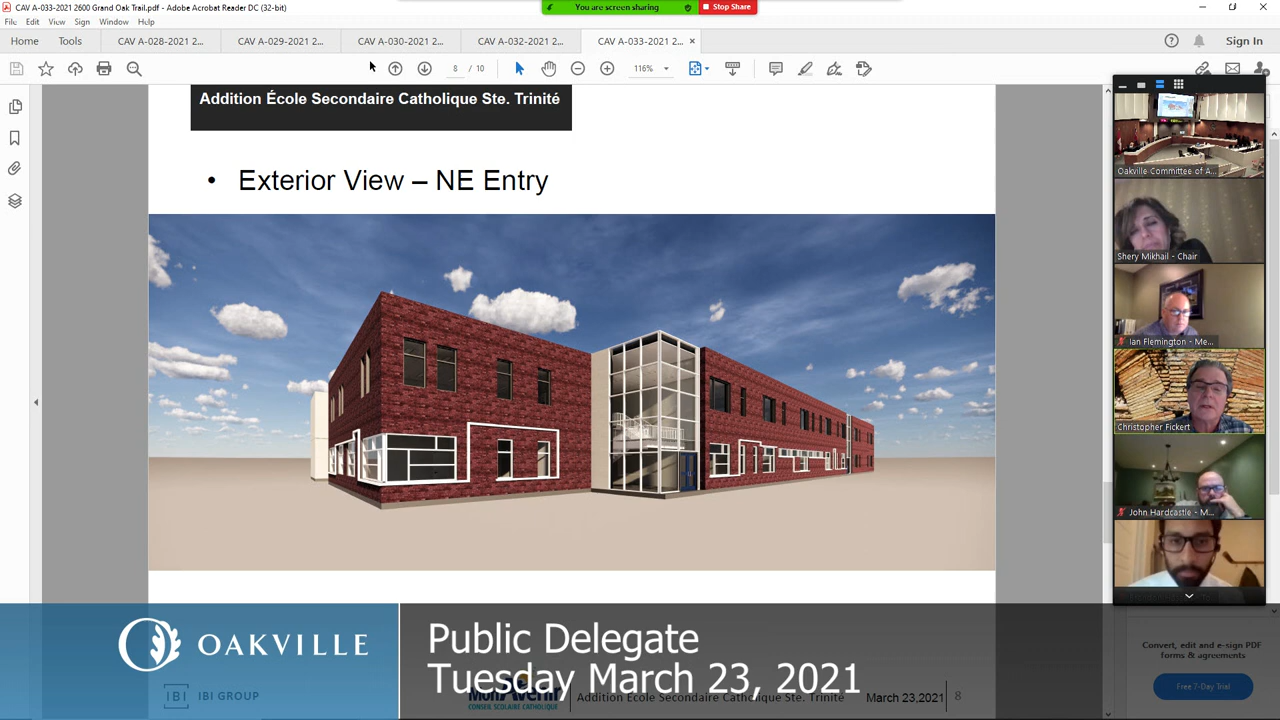 CAV A-033-2021 2600 Grand Oak Trail.pdf - Adobe Acrobat Reader DC (32-bit)
You are screen sharing
Stop Share
File Edit View Sign Window Help
Home Tools CAV A-028-2021 2... CAV A-029-2021 2... CAV A-030-2021 2... CAV A-032-2021 2... CAV A-033-2021 2... ×
Sign In
8 / 10
116%
Addition École Secondaire Catholique Ste. Trinité
• Exterior View – NE Entry
Oakville Committee of A...
Shery Mikhail - Chair
Ian Flemington - Me...
Christopher Fickert
John Hardcastle - M...
OAKVILLE
Public Delegate
Tuesday March 23, 2021
IBI IBI GROUP
MonAvenir
CONSEIL SCOLAIRE CATHOLIQUE
Addition École Secondaire Catholique Ste. Trinité
March 23,2021 8
Convert, edit and e-sign PDF
forms & agreements
Free 7-Day Trial